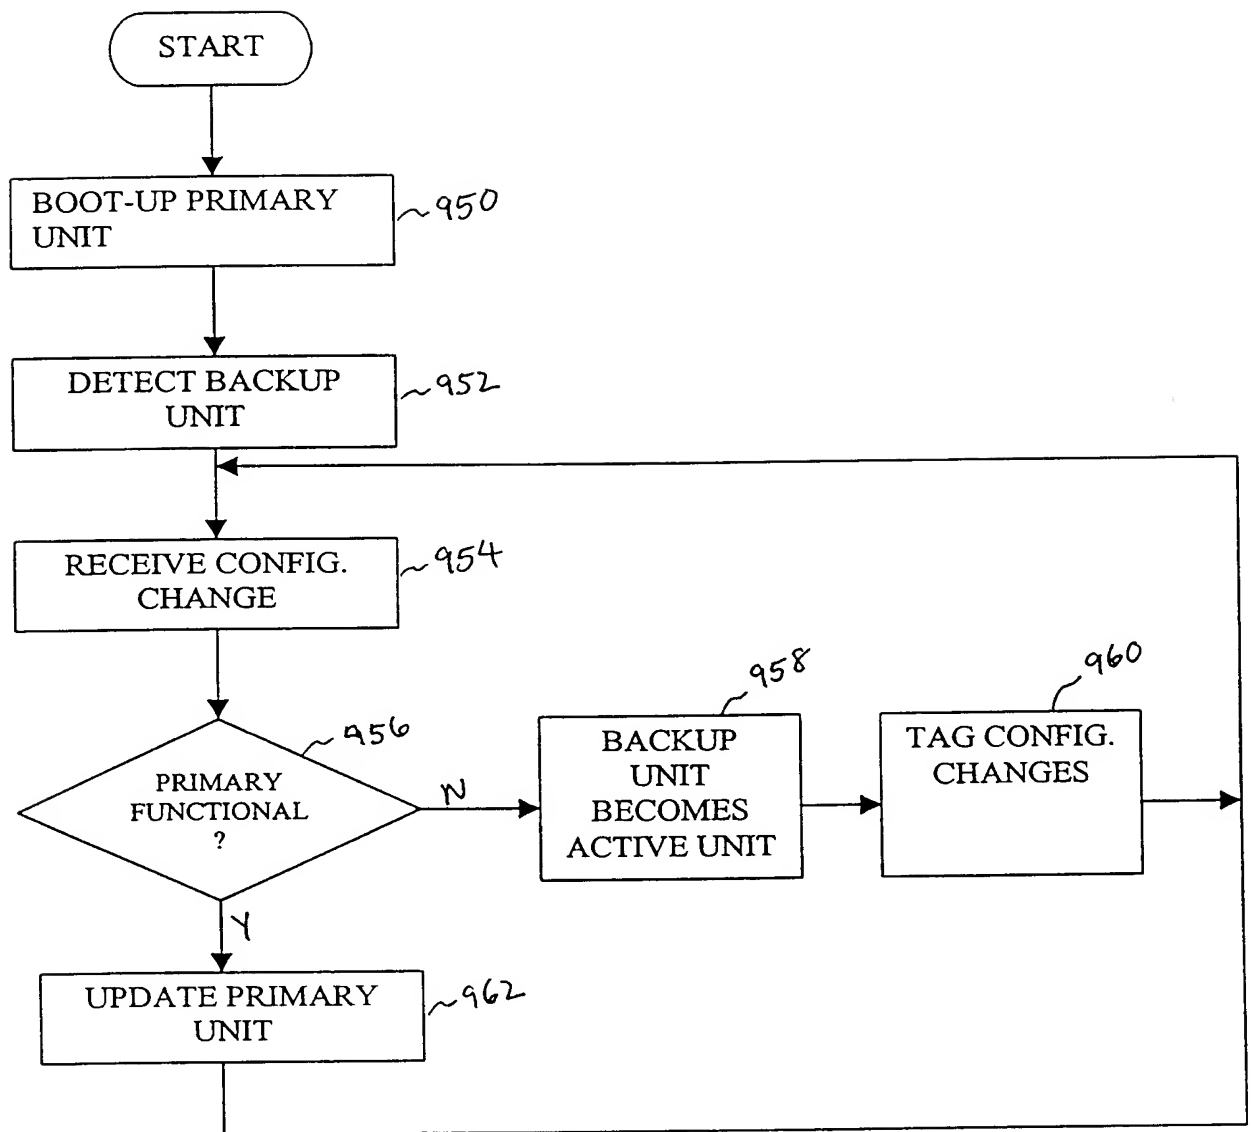 START
BOOT-UP PRIMARY
UNIT
950
DETECT BACKUP
UNIT
952
RECEIVE CONFIG.
CHANGE
954
PRIMARY
FUNCTIONAL
?
956
N
BACKUP
UNIT
BECOMES
ACTIVE UNIT
958
TAG CONFIG.
CHANGES
960
Y
UPDATE PRIMARY
UNIT
962